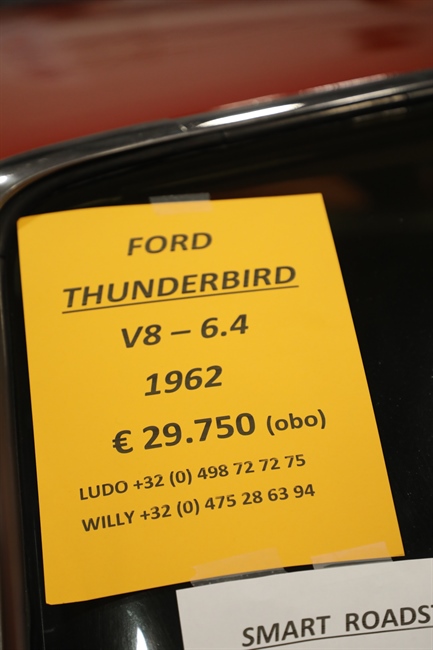 FORD
THUNDERBIRD
V8 – 6.4
1962
€ 29.750 (obo)
LUDO +32 (0) 498 72 72 75
WILLY +32 (0) 475 28 63 94
SMART ROADST